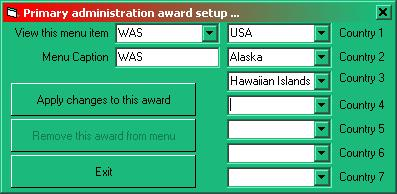 Primary administration award setup ...
View this menu item WAS USA Country 1
Menu Caption WAS Alaska Country 2
Hawaiian Islands Country 3
Apply changes to this award Country 4
Remove this award from menu Country 5
Country 6
Exit Country 7